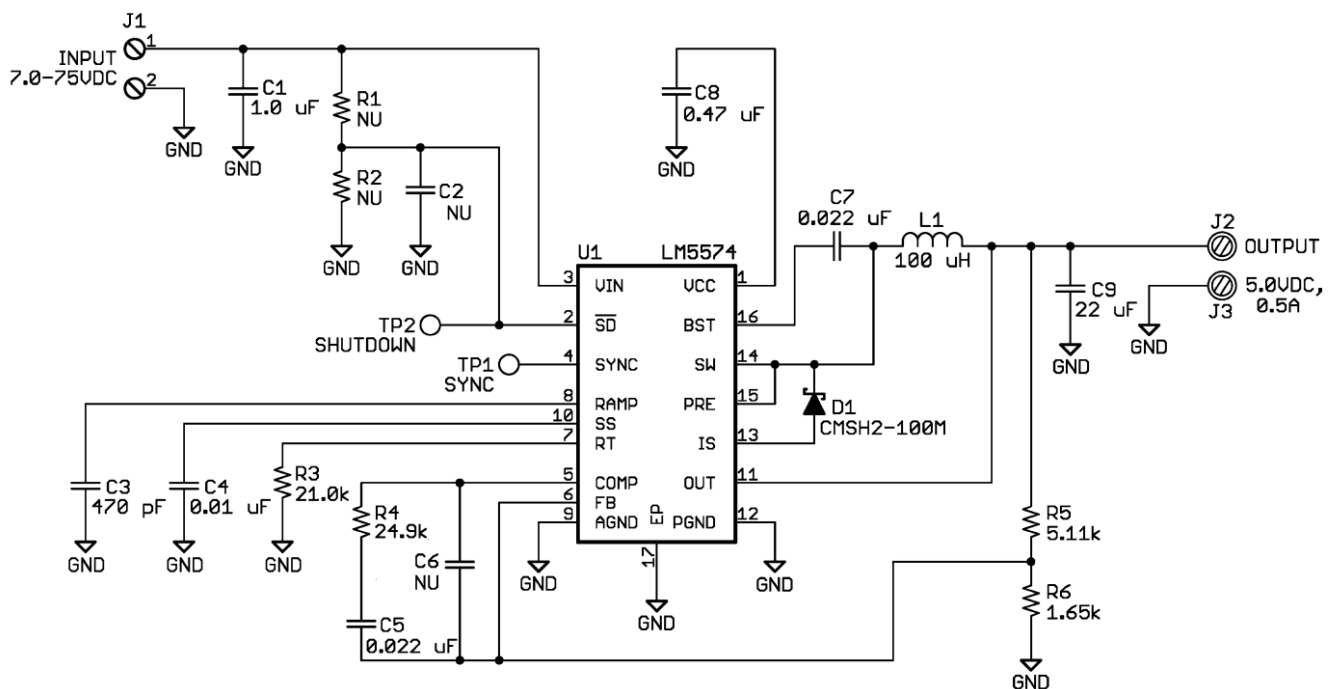 J1
INPUT
7.0-75VDC
1
2
GND
C1
1.0 uF
GND
R1
NU
R2
NU
GND
C2
NU
GND
C8
0.47 uF
GND
C7
0.022 uF
L1
100 uH
J2
OUTPUT
J3
5.0VDC,
0.5A
GND
C9
22 uF
GND
U1
LM5574
3
VIN
VCC
1
TP2
SHUTDOWN
2
SD
BST
16
TP1
SYNC
4
SYNC
SW
14
8
RAMP
PRE
15
10
SS
7
RT
IS
13
D1
CMSH2-100M
5
COMP
OUT
11
6
FB
9
AGND
EP
PGND
12
17
GND
GND
GND
C3
470 pF
GND
C4
0.01 uF
GND
R3
21.0k
GND
R4
24.9k
C6
NU
C5
0.022 uF
R5
5.11k
R6
1.65k
GND